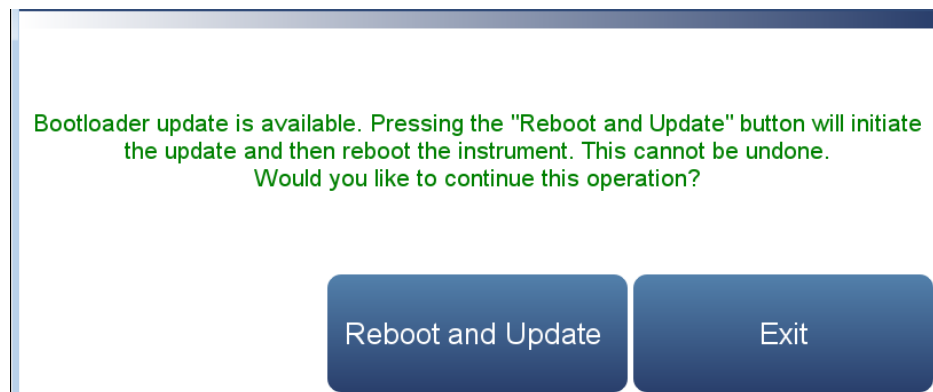 Bootloader update is available. Pressing the "Reboot and Update" button will initiate
the update and then reboot the instrument. This cannot be undone.
Would you like to continue this operation?
Reboot and Update
Exit